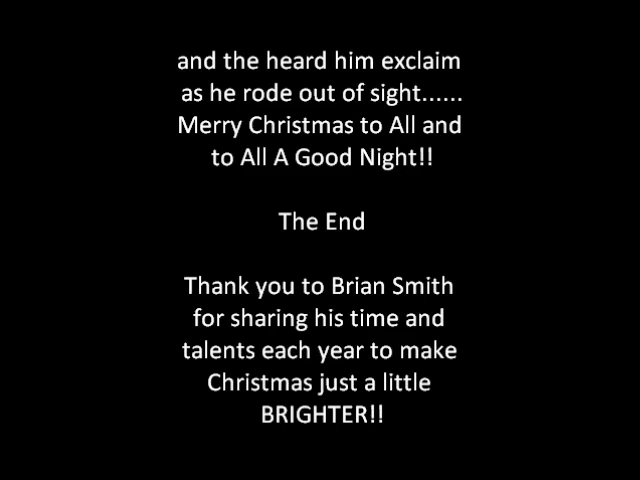 and the heard him exclaim
as he rode out of sight......
Merry Christmas to All and
to All A Good Night!!
The End
Thank you to Brian Smith
for sharing his time and
talents each year to make
Christmas just a little
BRIGHTER!!